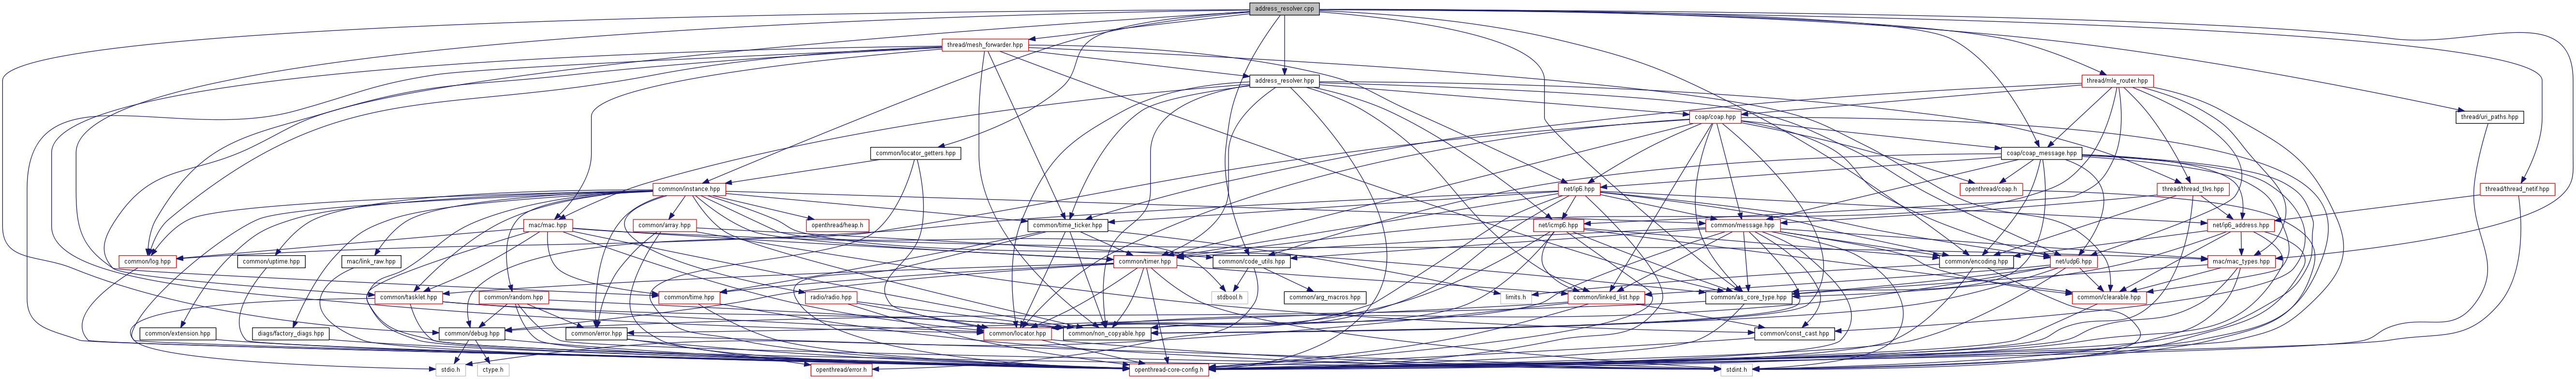 address_resolver.cpp
thread/mesh_forwarder.hpp
address_resolver.hpp
thread/mle_router.hpp
coap/coap.hpp
thread/uri_paths.hpp
common/locator_getters.hpp
coap/coap_message.hpp
common/instance.hpp
net/ip6.hpp
openthread/coap.h
thread/thread_tlvs.hpp
thread/thread_netif.hpp
mac/mac.hpp
common/array.hpp
openthread/heap.h
common/time_ticker.hpp
net/icmp6.hpp
common/message.hpp
net/ip6_address.hpp
common/log.hpp
common/uptime.hpp
mac/link_raw.hpp
common/timer.hpp
common/code_utils.hpp
common/encoding.hpp
net/udp6.hpp
mac/mac_types.hpp
common/tasklet.hpp
common/random.hpp
common/time.hpp
radio/radio.hpp
stdbool.h
common/arg_macros.hpp
limits.h
common/linked_list.hpp
common/as_core_type.hpp
common/clearable.hpp
common/extension.hpp
diags/factory_diags.hpp
common/debug.hpp
common/error.hpp
common/locator.hpp
common/non_copyable.hpp
common/const_cast.hpp
stdio.h
ctype.h
openthread/error.h
openthread-core-config.h
stdint.h